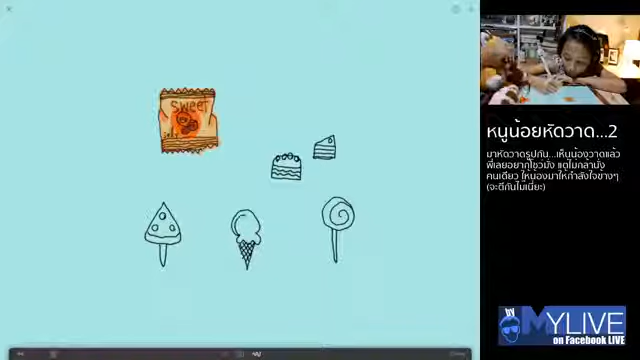 SWEET
หนูน้อยหัดวาด...2
มาหัดวาดรูปกัน...เห็นน้องวาดแล้ว
พี่เลยอยากโชว์มั่ง แต่ไม่กล้านั่ง
คนเดียว ให้น้องมาให้กำลังใจข้างๆ
(จะตีกันไม๊เนี๊ยะ)
by
MYLIVE
on Facebook LIVE